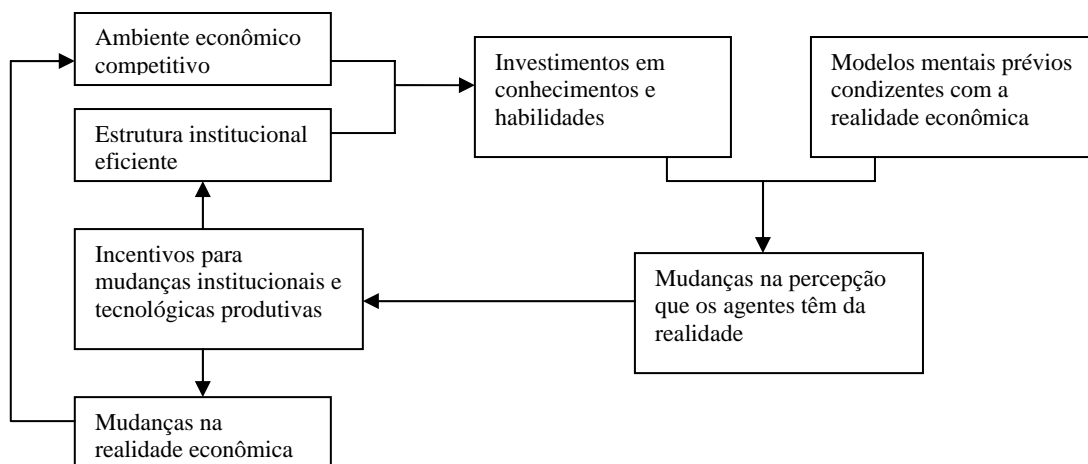 Ambiente econômico
competitivo
Estrutura institucional
eficiente
Investimentos em
conhecimentos e
habilidades
Modelos mentais prévios
condizentes com a
realidade econômica
Incentivos para
mudanças institucionais e
tecnológicas produtivas
Mudanças na percepção
que os agentes têm da
realidade
Mudanças na
realidade econômica